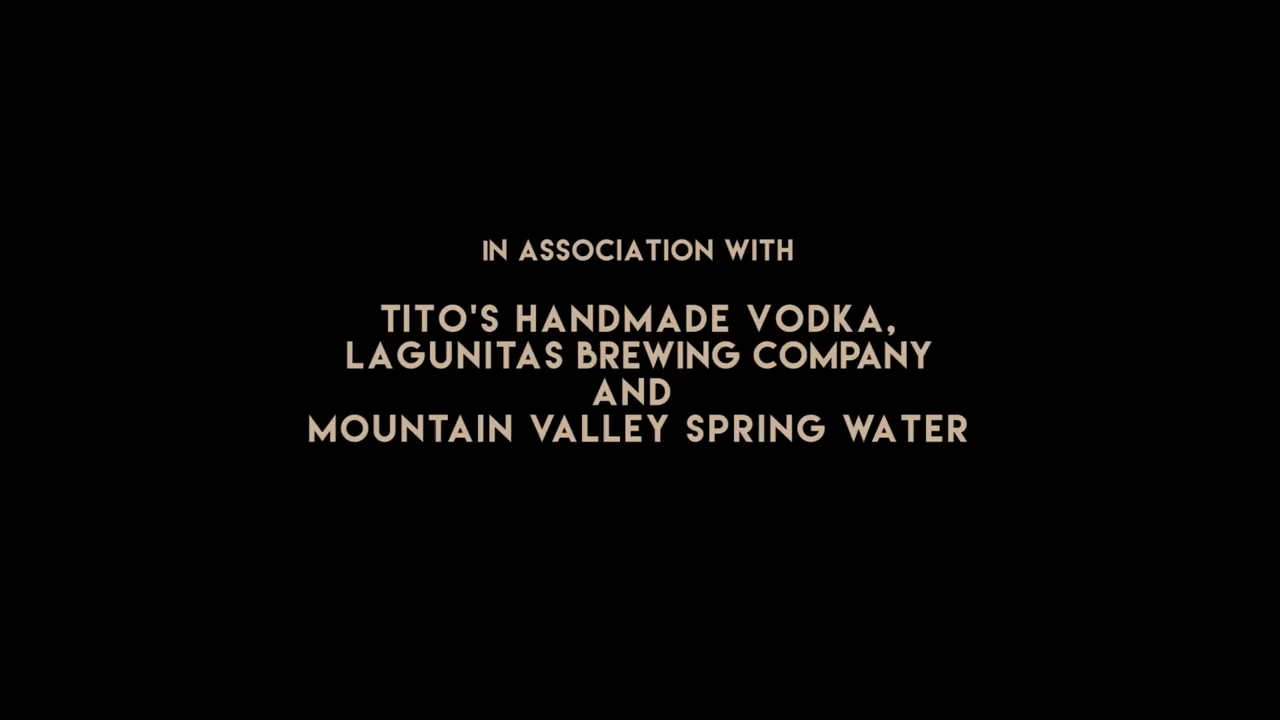 IN ASSOCIATION WITH
TITO'S HANDMADE VODKA,
LAGUNITAS BREWING COMPANY
AND
MOUNTAIN VALLEY SPRING WATER